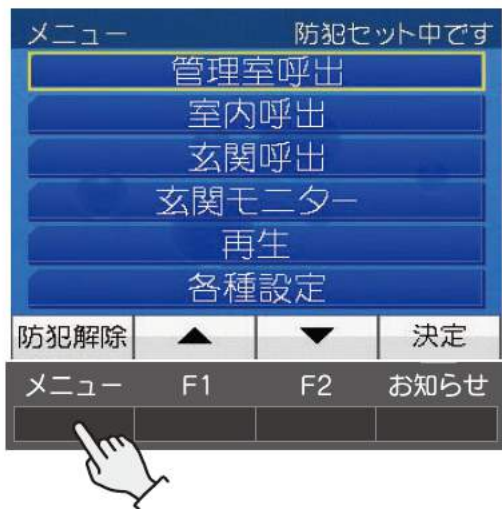 メニュー 防犯セット中です
管理室呼出
室内呼出
玄関呼出
玄関モニター
再生
各種設定
防犯解除 ▲ ▼ 決定
メニュー F1 F2 お知らせ